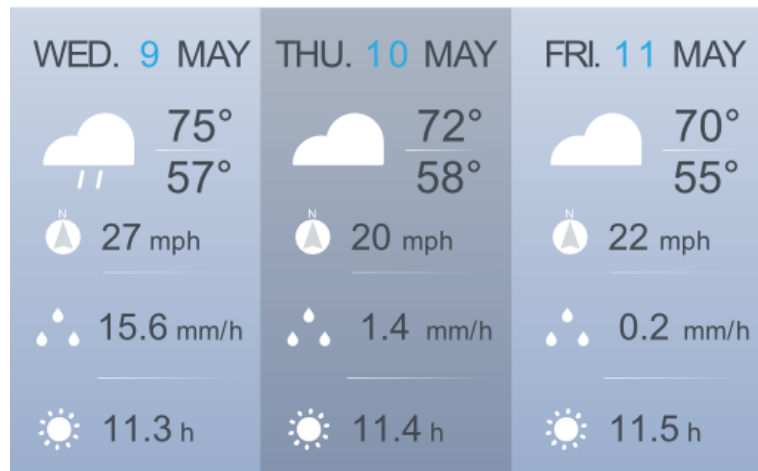 WED. 9 MAY
75°
57°
N
27 mph
15.6 mm/h
11.3 h
THU. 10 MAY
72°
58°
N
20 mph
1.4 mm/h
11.4 h
FRI. 11 MAY
70°
55°
N
22 mph
0.2 mm/h
11.5 h